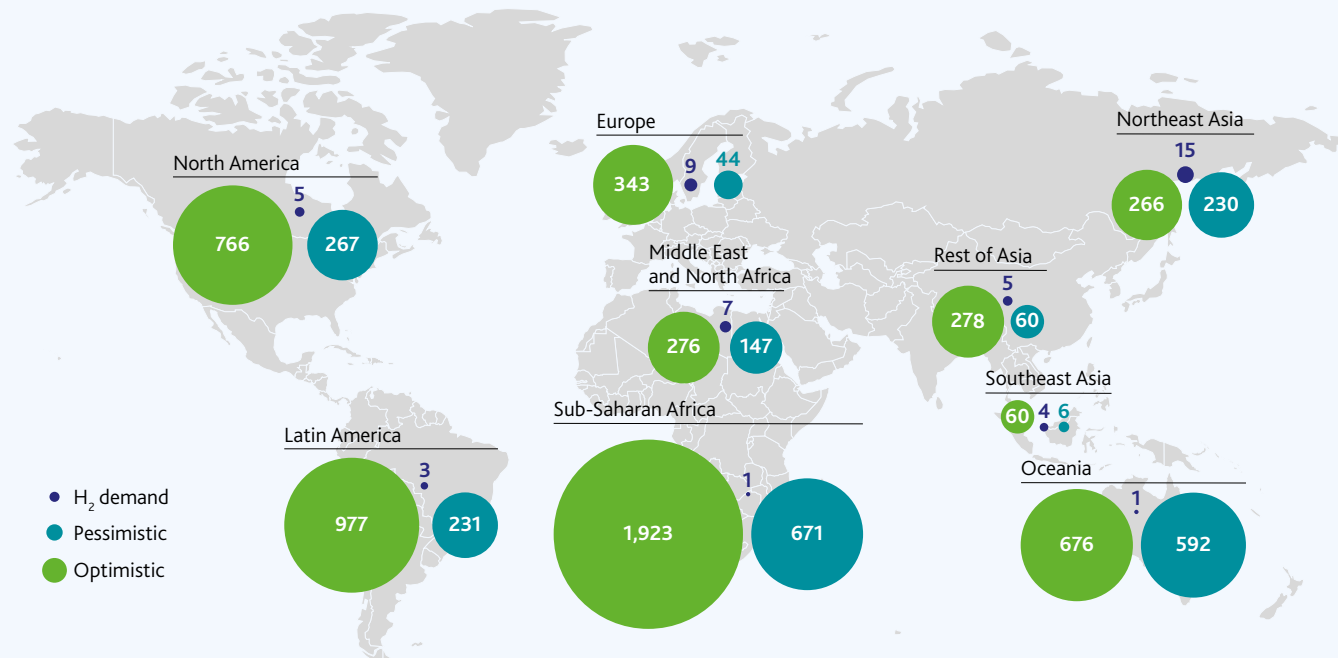 North America
5
766
267
Europe
9
44
343
Northeast Asia
15
266
230
Middle East
and North Africa
7
276
147
Rest of Asia
5
278
60
Southeast Asia
60
4
6
Sub-Saharan Africa
1
1,923
671
Latin America
3
977
231
Oceania
1
676
592
H₂ demand
Pessimistic
Optimistic